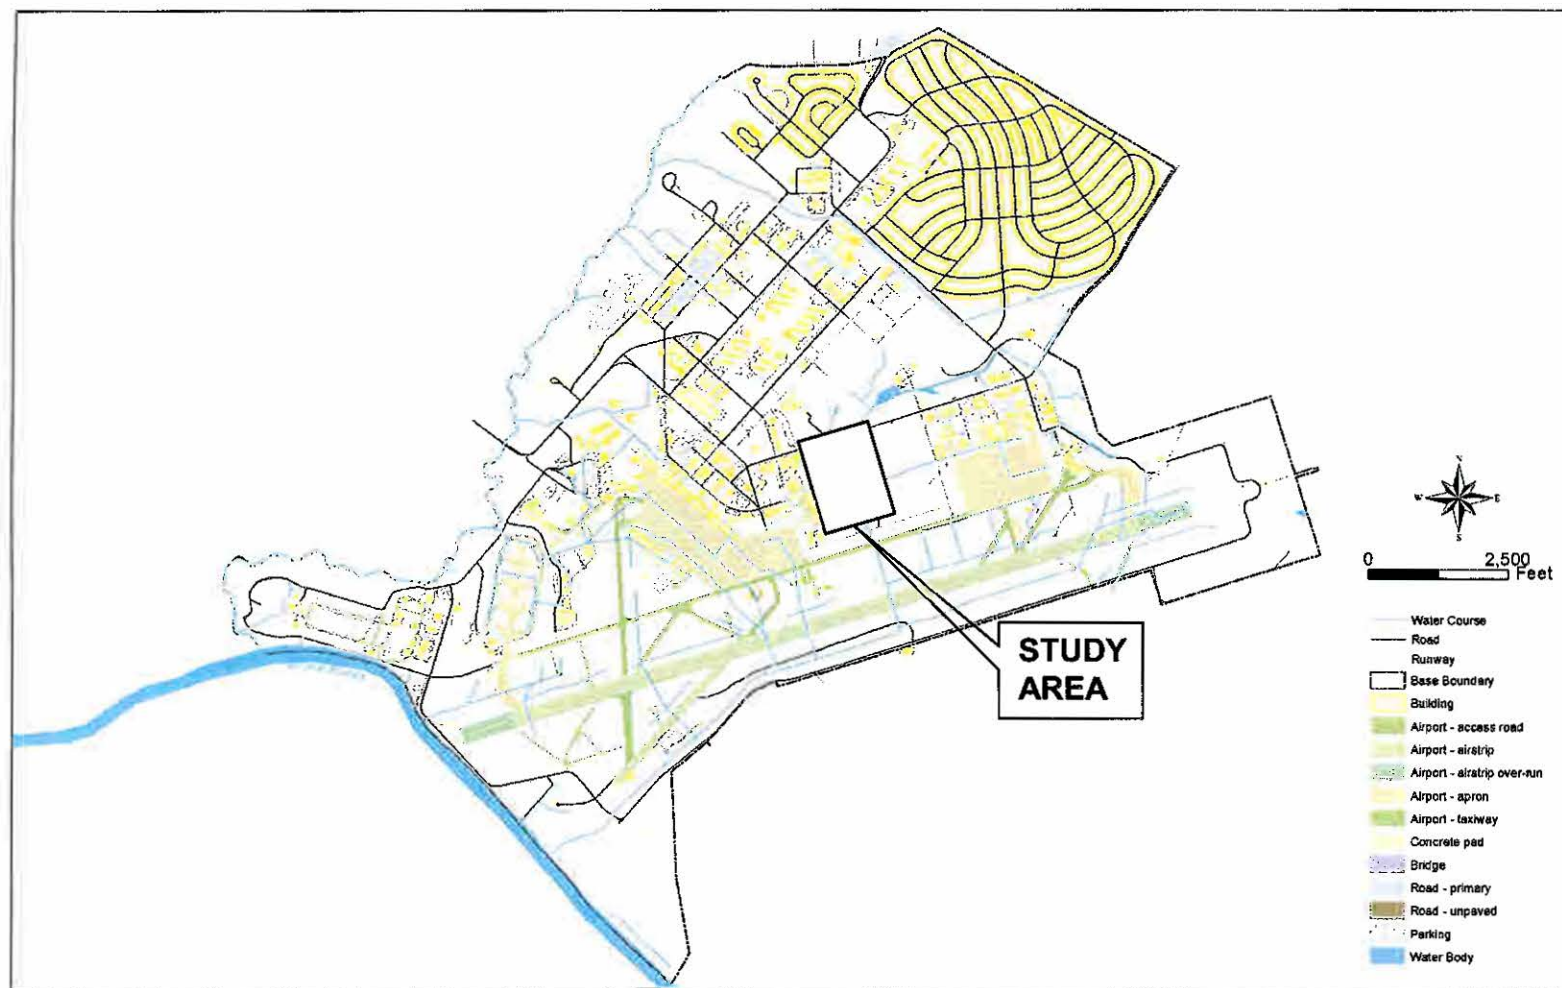 STUDY
AREA
N
W E
S
0 2,500
Feet
Water Course
Road
Runway
Base Boundary
Building
Airport - access road
Airport - airstrip
Airport - airstrip over-run
Airport - apron
Airport - taxiway
Concrete pad
Bridge
Road - primary
Road - unpaved
Parking
Water Body